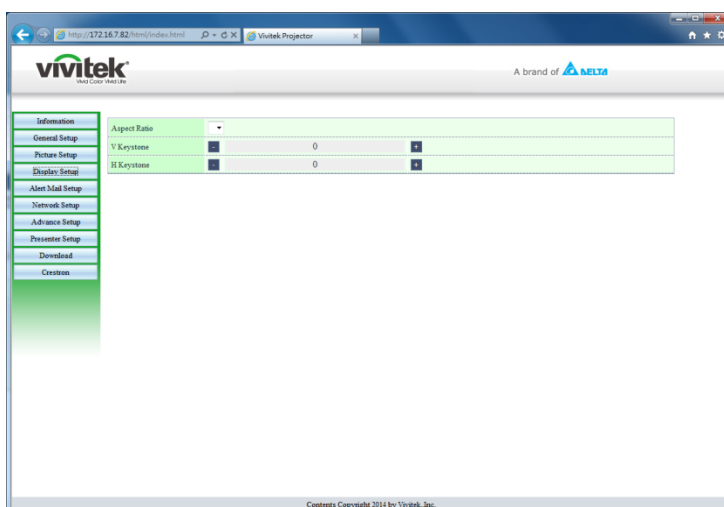 http://172.16.7.82/html/index.html
Vivitek Projector
vivitek
Vivid Color Vivid Life
A brand of DELTA
Information
General Setup
Picture Setup
Display Setup
Alert Mail Setup
Network Setup
Advance Setup
Presenter Setup
Download
Crestron
Aspect Ratio
V Keystone - 0 +
H Keystone - 0 +
Contents Copyright 2014 by Vivitek, Inc.